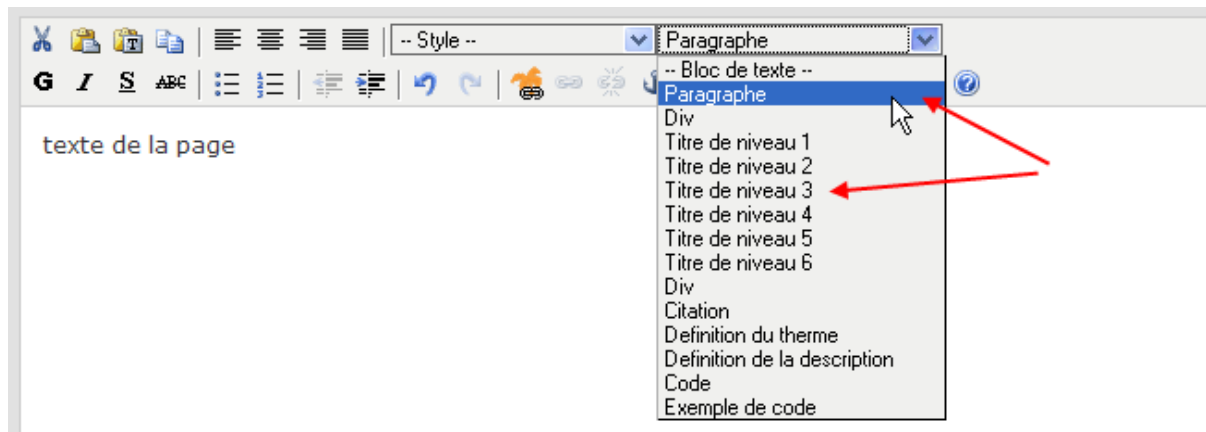 -- Style --
Paragraphe
G I S ABC
-- Bloc de texte --
Paragraphe
Div
texte de la page
Titre de niveau 1
Titre de niveau 2
Titre de niveau 3
Titre de niveau 4
Titre de niveau 5
Titre de niveau 6
Div
Citation
Definition du therme
Definition de la description
Code
Exemple de code